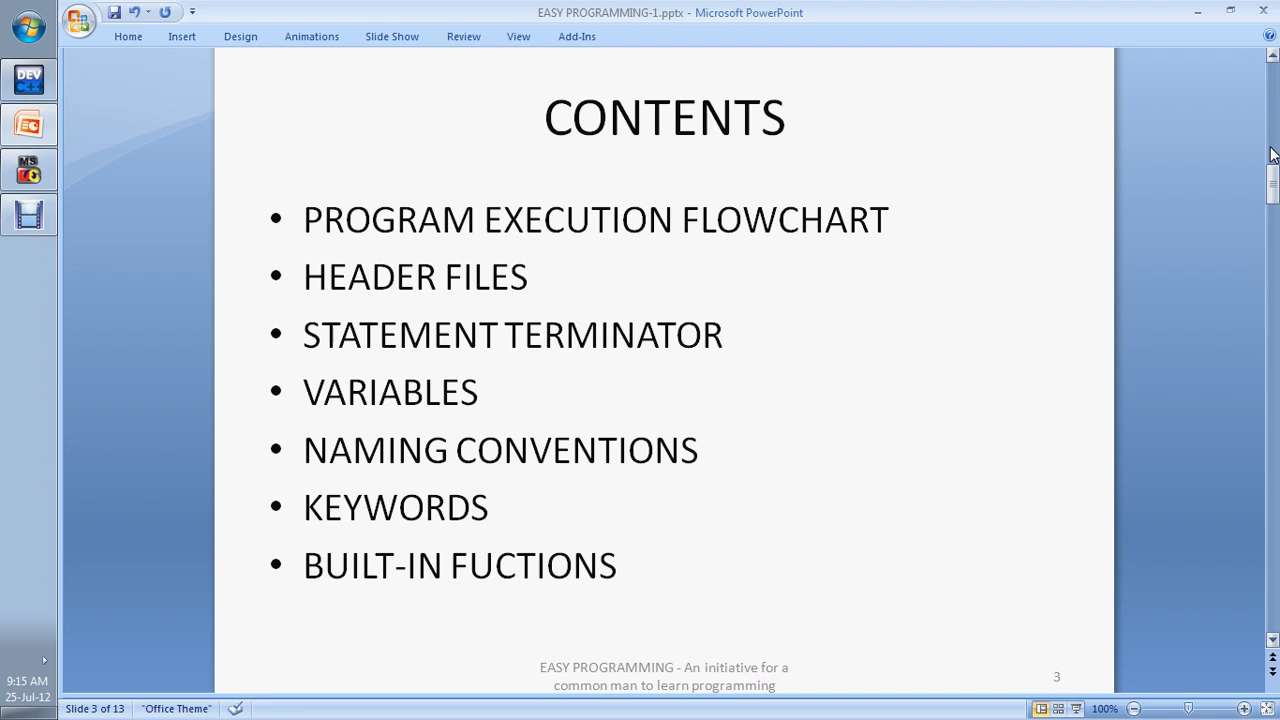 EASY PROGRAMMING-1.pptx - Microsoft PowerPoint
Home Insert Design Animations Slide Show Review View Add-Ins
DEV
C++
MS
CONTENTS
• PROGRAM EXECUTION FLOWCHART
• HEADER FILES
• STATEMENT TERMINATOR
• VARIABLES
• NAMING CONVENTIONS
• KEYWORDS
• BUILT-IN FUCTIONS
EASY PROGRAMMING - An initiative for a
common man to learn programming
3
9:15 AM
25-Jul-12
Slide 3 of 13 "Office Theme" 100%